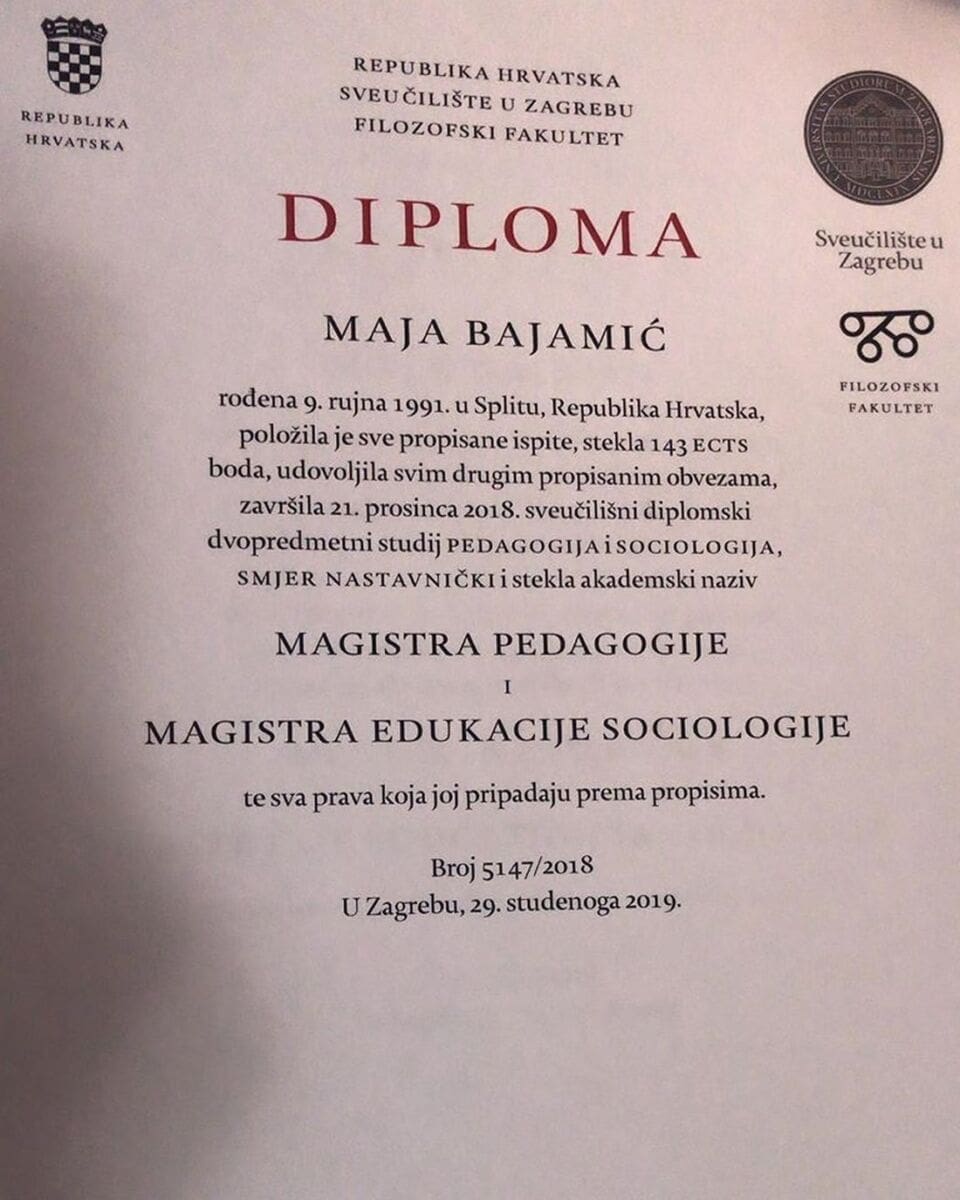 REPUBLIKA
HRVATSKA
REPUBLIKA HRVATSKA
SVEUČILIŠTE U ZAGREBU
FILOZOFSKI FAKULTET
Sveučilište u
Zagrebu
FILOZOFSKI
FAKULTET
DIPLOMA
MAJA BAJAMIĆ
rođena 9. rujna 1991. u Splitu, Republika Hrvatska,
položila je sve propisane ispite, stekla 143 ECTS
boda, udovoljila svim drugim propisanim obvezama,
završila 21. prosinca 2018. sveučilišni diplomski
dvopredmetni studij PEDAGOGIJA i SOCIOLOGIJA,
SMJER NASTAVNIČKI i stekla akademski naziv
MAGISTRA PEDAGOGIJE
I
MAGISTRA EDUKACIJE SOCIOLOGIJE
te sva prava koja joj pripadaju prema propisima.
Broj 5147/2018
U Zagrebu, 29. studenoga 2019.